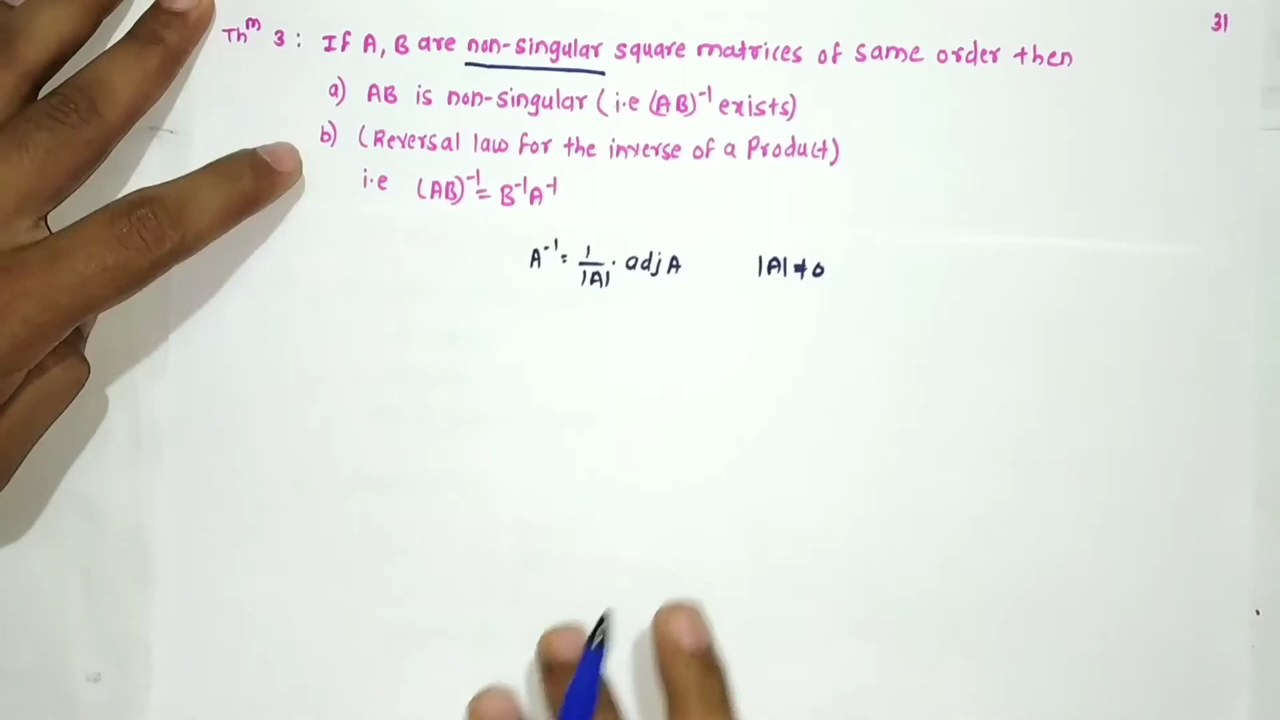 31
Thᵐ 3: If A, B are non-singular square matrices of same order then
a) AB is non-singular (i.e (AB)⁻¹ exists)
b) (Reversal law for the inverse of a Product)
i.e (AB)⁻¹ = B⁻¹A⁻¹
A⁻¹ = 1/|A| · adj A |A| ≠ 0